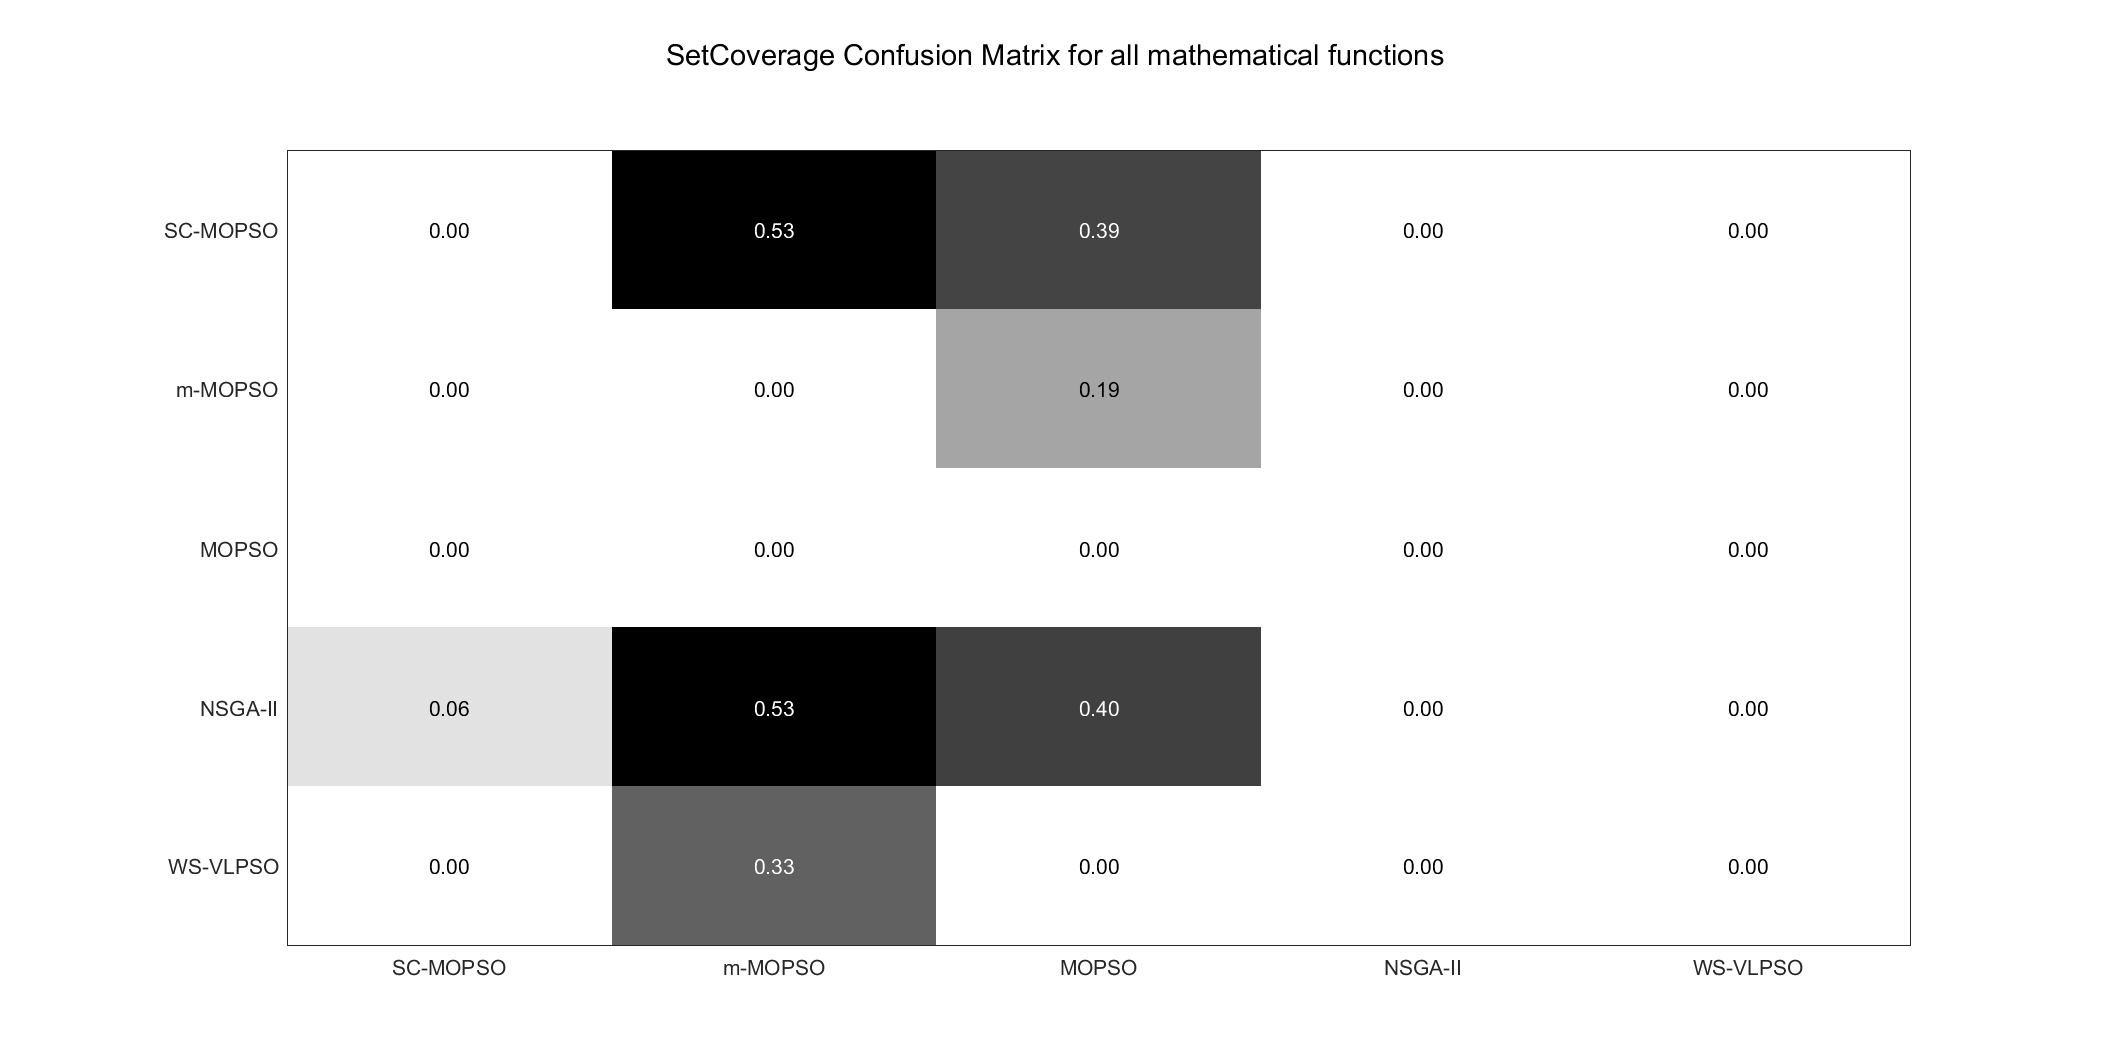 SetCoverage Confusion Matrix for all mathematical functions
SC-MOPSO 0.00 0.53 0.39 0.00 0.00
m-MOPSO 0.00 0.00 0.19 0.00 0.00
MOPSO 0.00 0.00 0.00 0.00 0.00
NSGA-II 0.06 0.53 0.40 0.00 0.00
WS-VLPSO 0.00 0.33 0.00 0.00 0.00
SC-MOPSO m-MOPSO MOPSO NSGA-II WS-VLPSO